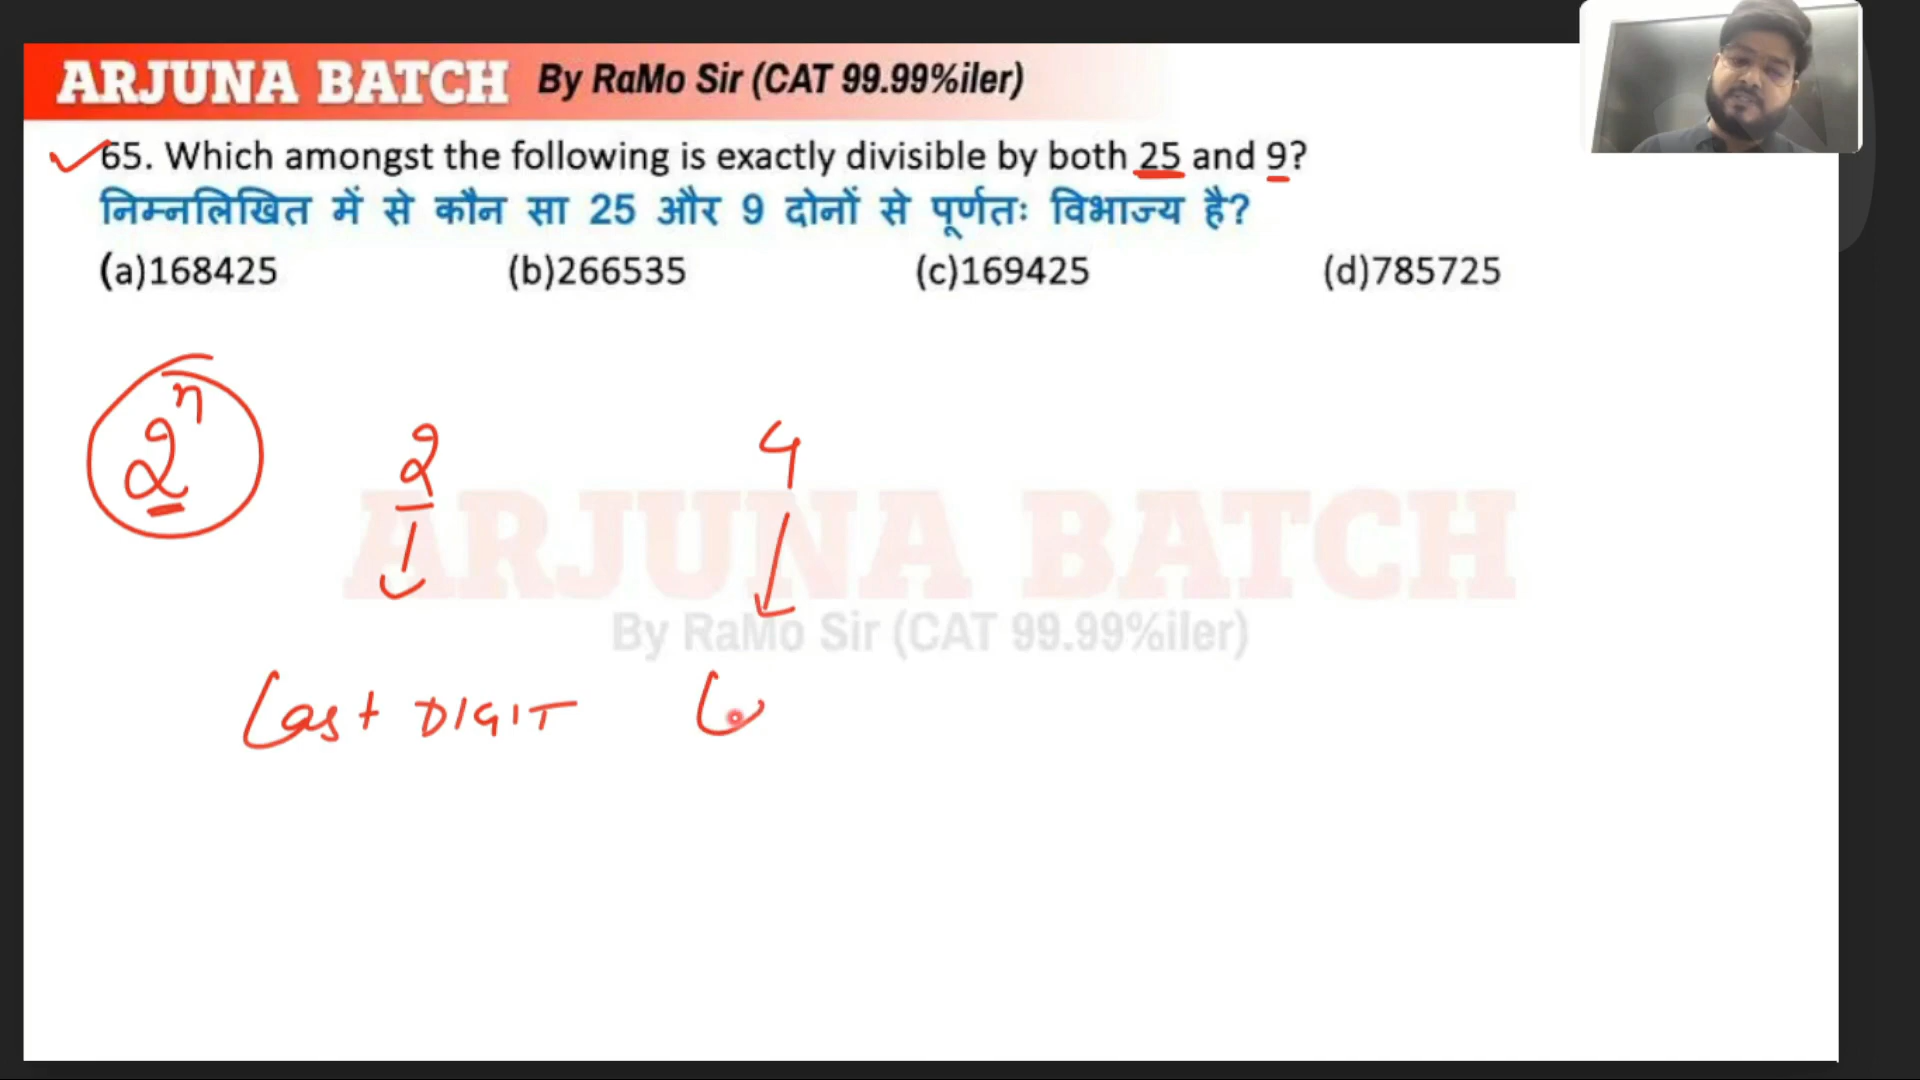 ARJUNA BATCH By RaMo Sir (CAT 99.99%iler)
65. Which amongst the following is exactly divisible by both 25 and 9?
निम्नलिखित में से कौन सा 25 और 9 दोनों से पूर्णतः विभाज्य है?
(a)168425 (b)266535 (c)169425 (d)785725
2ⁿ 2 4
ARJUNA BATCH
By RaMo Sir (CAT 99.99%iler)
Last DIGIT